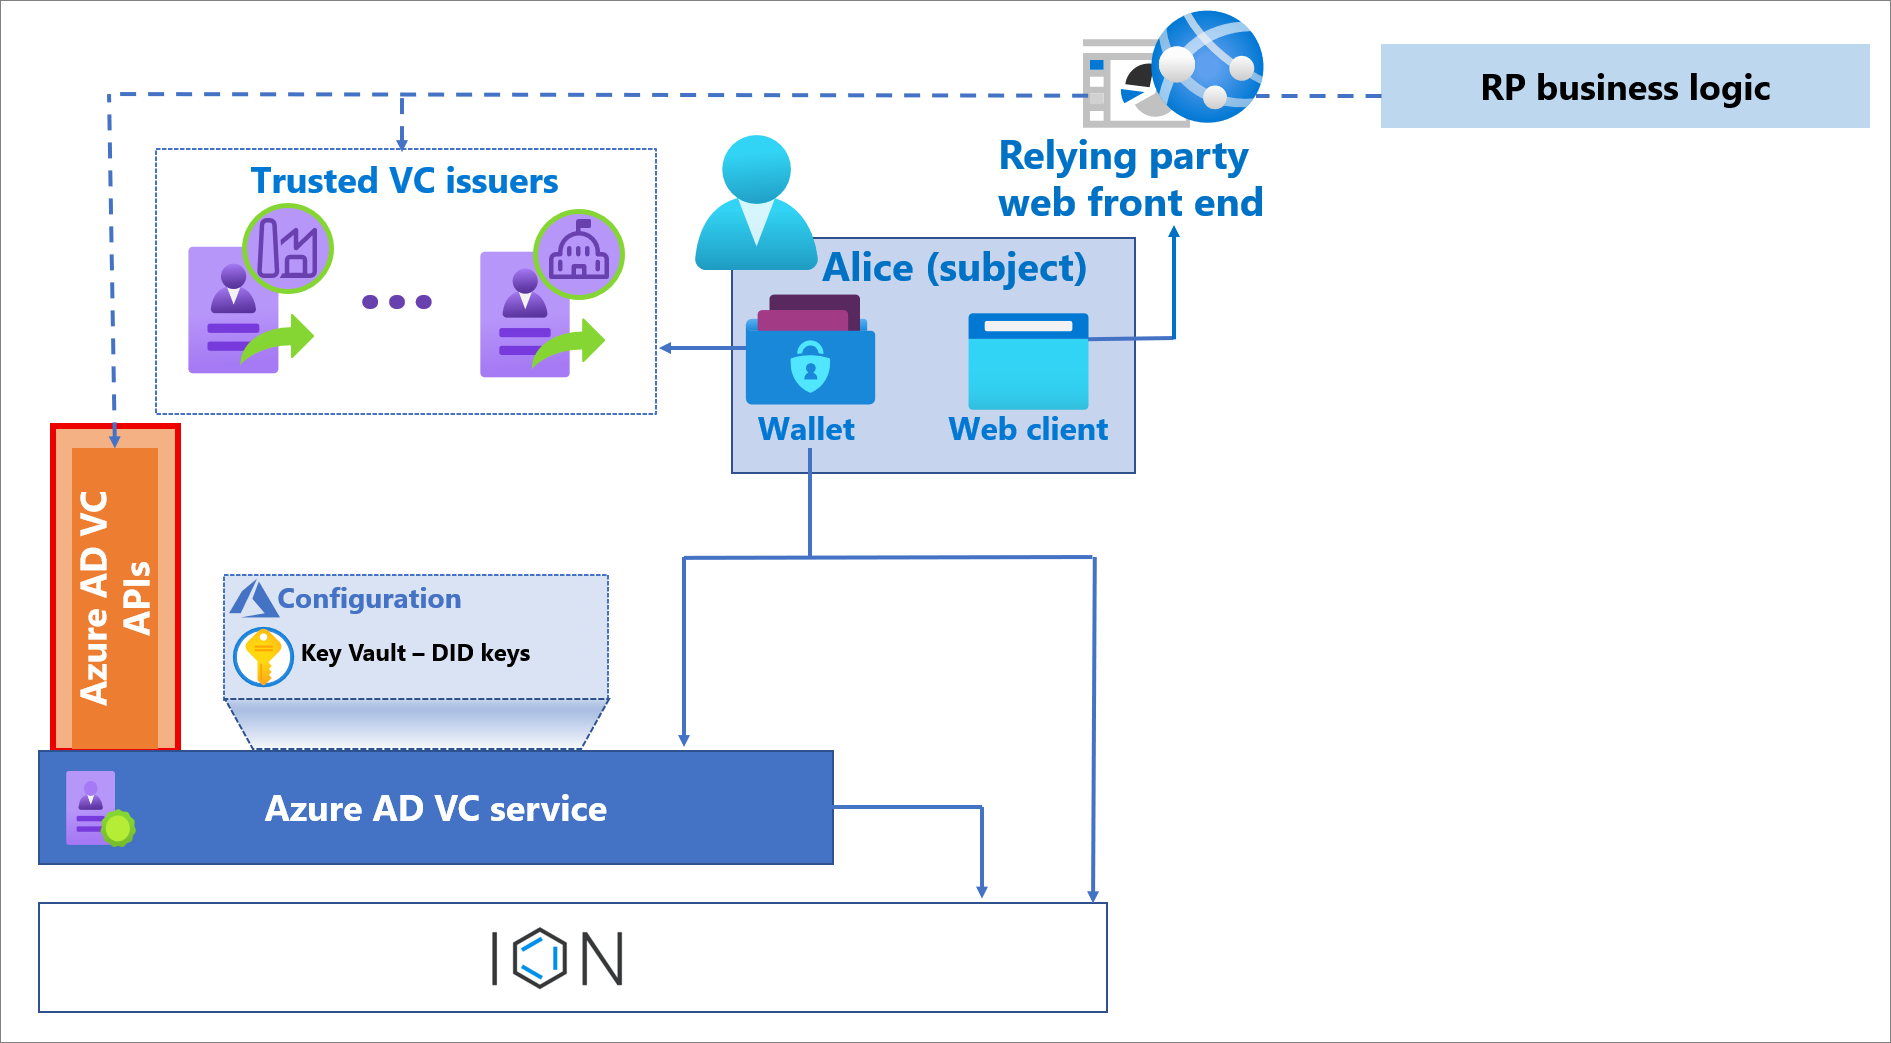 RP business logic
Relying party
web front end
Trusted VC issuers
Alice (subject)
Wallet
Web client
Azure AD VC
APIs
Configuration
Key Vault – DID keys
Azure AD VC service
ION